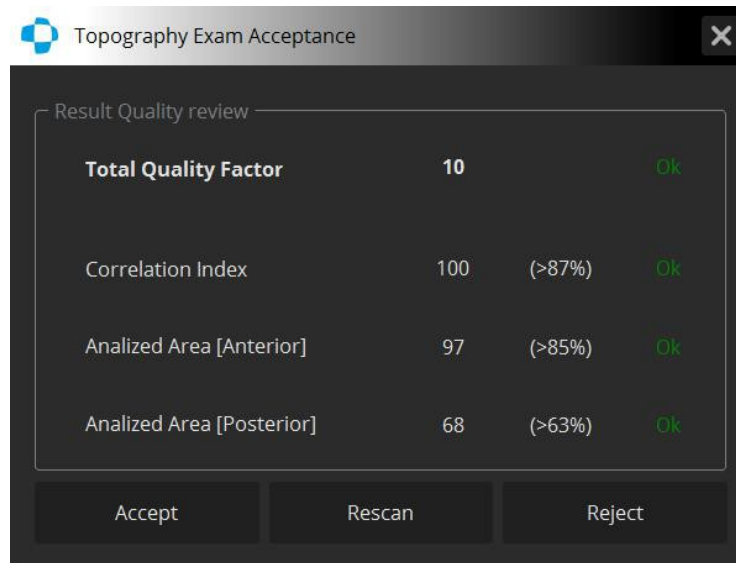 Topography Exam Acceptance
Result Quality review
Total Quality Factor 10 Ok
Correlation Index 100 (>87%) Ok
Analized Area [Anterior] 97 (>85%) Ok
Analized Area [Posterior] 68 (>63%) Ok
Accept Rescan Reject